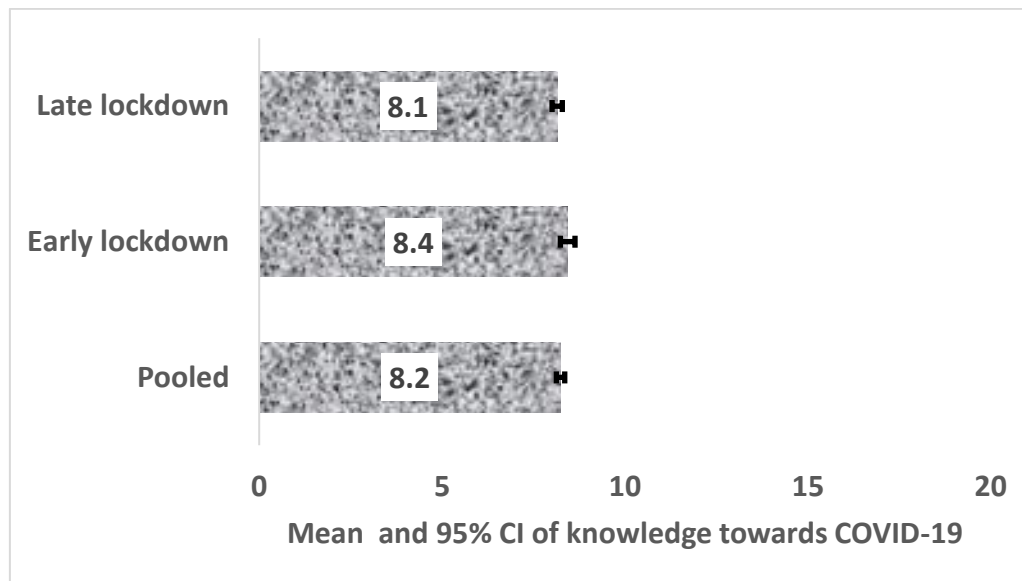 Late lockdown
8.1
Early lockdown
8.4
Pooled
8.2
0 5 10 15 20
Mean and 95% CI of knowledge towards COVID-19